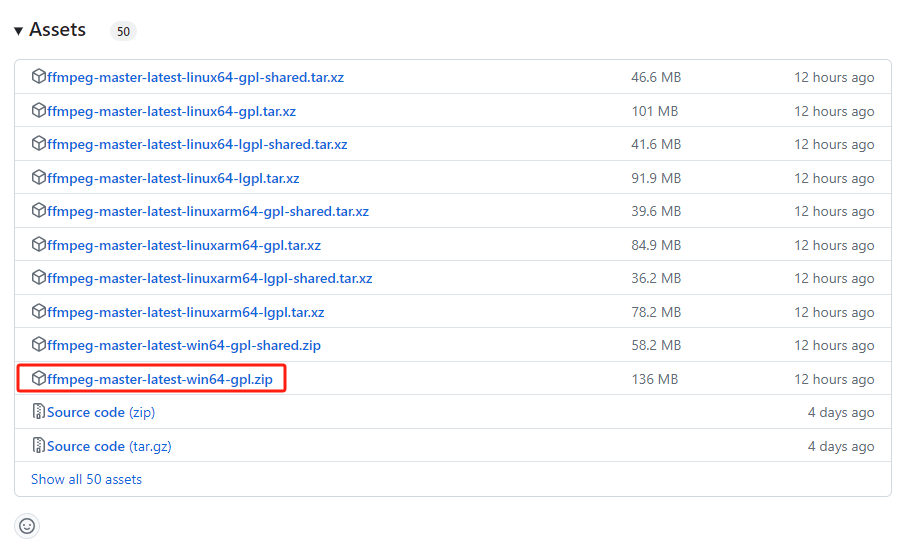 ▾ Assets 50
ffmpeg-master-latest-linux64-gpl-shared.tar.xz 46.6 MB 12 hours ago
ffmpeg-master-latest-linux64-gpl.tar.xz 101 MB 12 hours ago
ffmpeg-master-latest-linux64-lgpl-shared.tar.xz 41.6 MB 12 hours ago
ffmpeg-master-latest-linux64-lgpl.tar.xz 91.9 MB 12 hours ago
ffmpeg-master-latest-linuxarm64-gpl-shared.tar.xz 39.6 MB 12 hours ago
ffmpeg-master-latest-linuxarm64-gpl.tar.xz 84.9 MB 12 hours ago
ffmpeg-master-latest-linuxarm64-lgpl-shared.tar.xz 36.2 MB 12 hours ago
ffmpeg-master-latest-linuxarm64-lgpl.tar.xz 78.2 MB 12 hours ago
ffmpeg-master-latest-win64-gpl-shared.zip 58.2 MB 12 hours ago
ffmpeg-master-latest-win64-gpl.zip 136 MB 12 hours ago
Source code (zip) 4 days ago
Source code (tar.gz) 4 days ago
Show all 50 assets